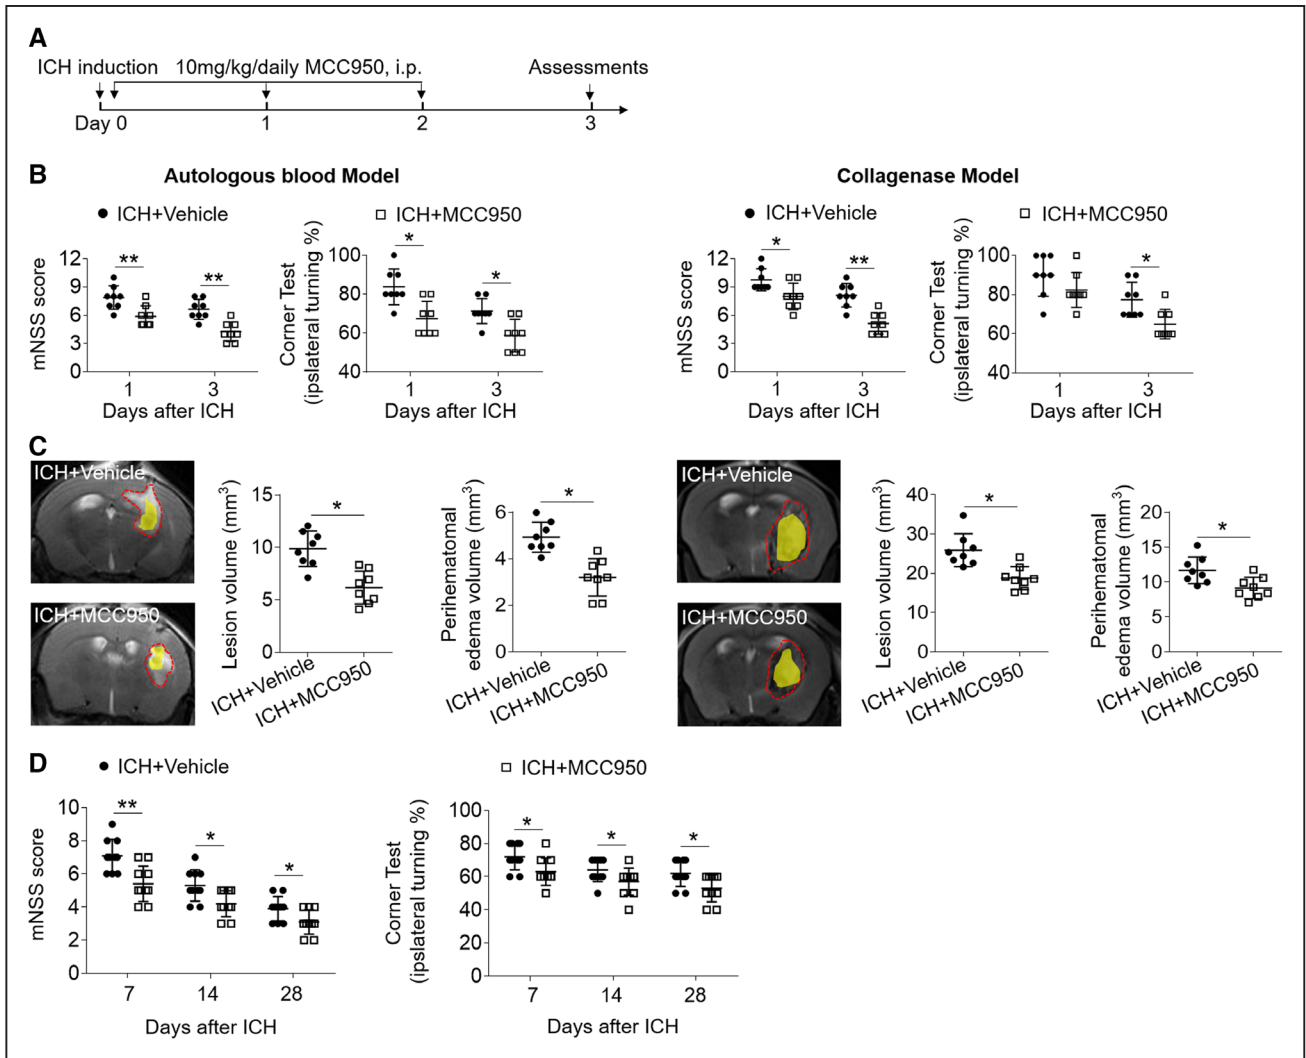 A
ICH induction 10mg/kg/daily MCC950, i.p. Assessments
Day 0 1 2 3
B
Autologous blood Model Collagenase Model
ICH+Vehicle ICH+MCC950 ICH+Vehicle ICH+MCC950
mNSS score
12
9
6
3
0
** **
1 3
Days after ICH
Corner Test
(ipslateral turning %)
100
80
60
40
* *
1 3
Days after ICH
mNSS score
12
9
6
3
0
* **
1 3
Days after ICH
Corner Test
(ipslateral turning %)
100
80
60
40
*
1 3
Days after ICH
C
ICH+Vehicle
ICH+MCC950
Lesion volume (mm3)
15
10
5
0
*
ICH+Vehicle
ICH+MCC950
Perihematomal
edema volume (mm3)
6
4
2
0
*
ICH+Vehicle
ICH+MCC950
ICH+Vehicle
ICH+MCC950
Lesion volume (mm3)
40
30
20
10
0
*
ICH+Vehicle
ICH+MCC950
Perihematomal
edema volume (mm3)
20
15
10
5
0
*
ICH+Vehicle
ICH+MCC950
D
ICH+Vehicle ICH+MCC950
mNSS score
10
8
6
4
2
0
** * *
7 14 28
Days after ICH
Corner Test
(ipslateral turning %)
100
80
60
40
20
0
* * *
7 14 28
Days after ICH